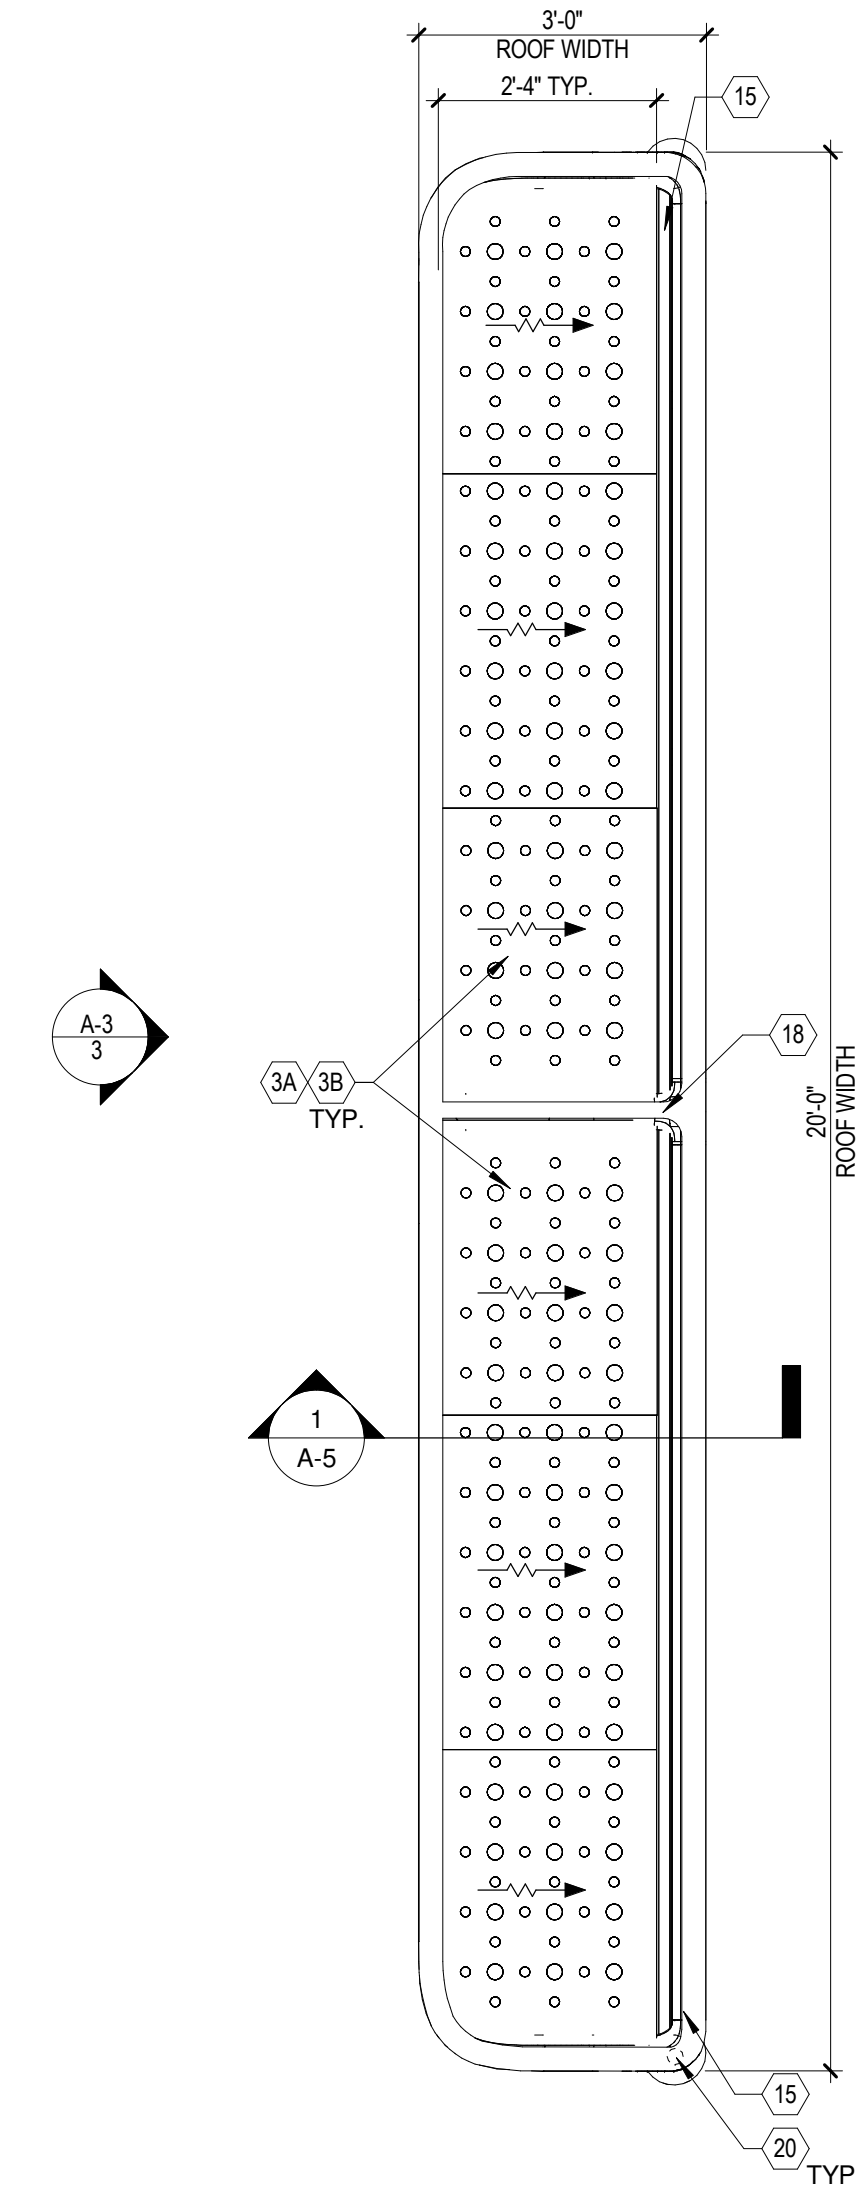 3'-0"
ROOF WIDTH
2'-4" TYP.
15
A-3
3
18
3A 3B
TYP.
20'-0"
ROOF WIDTH
1
A-5
15
20
TYP